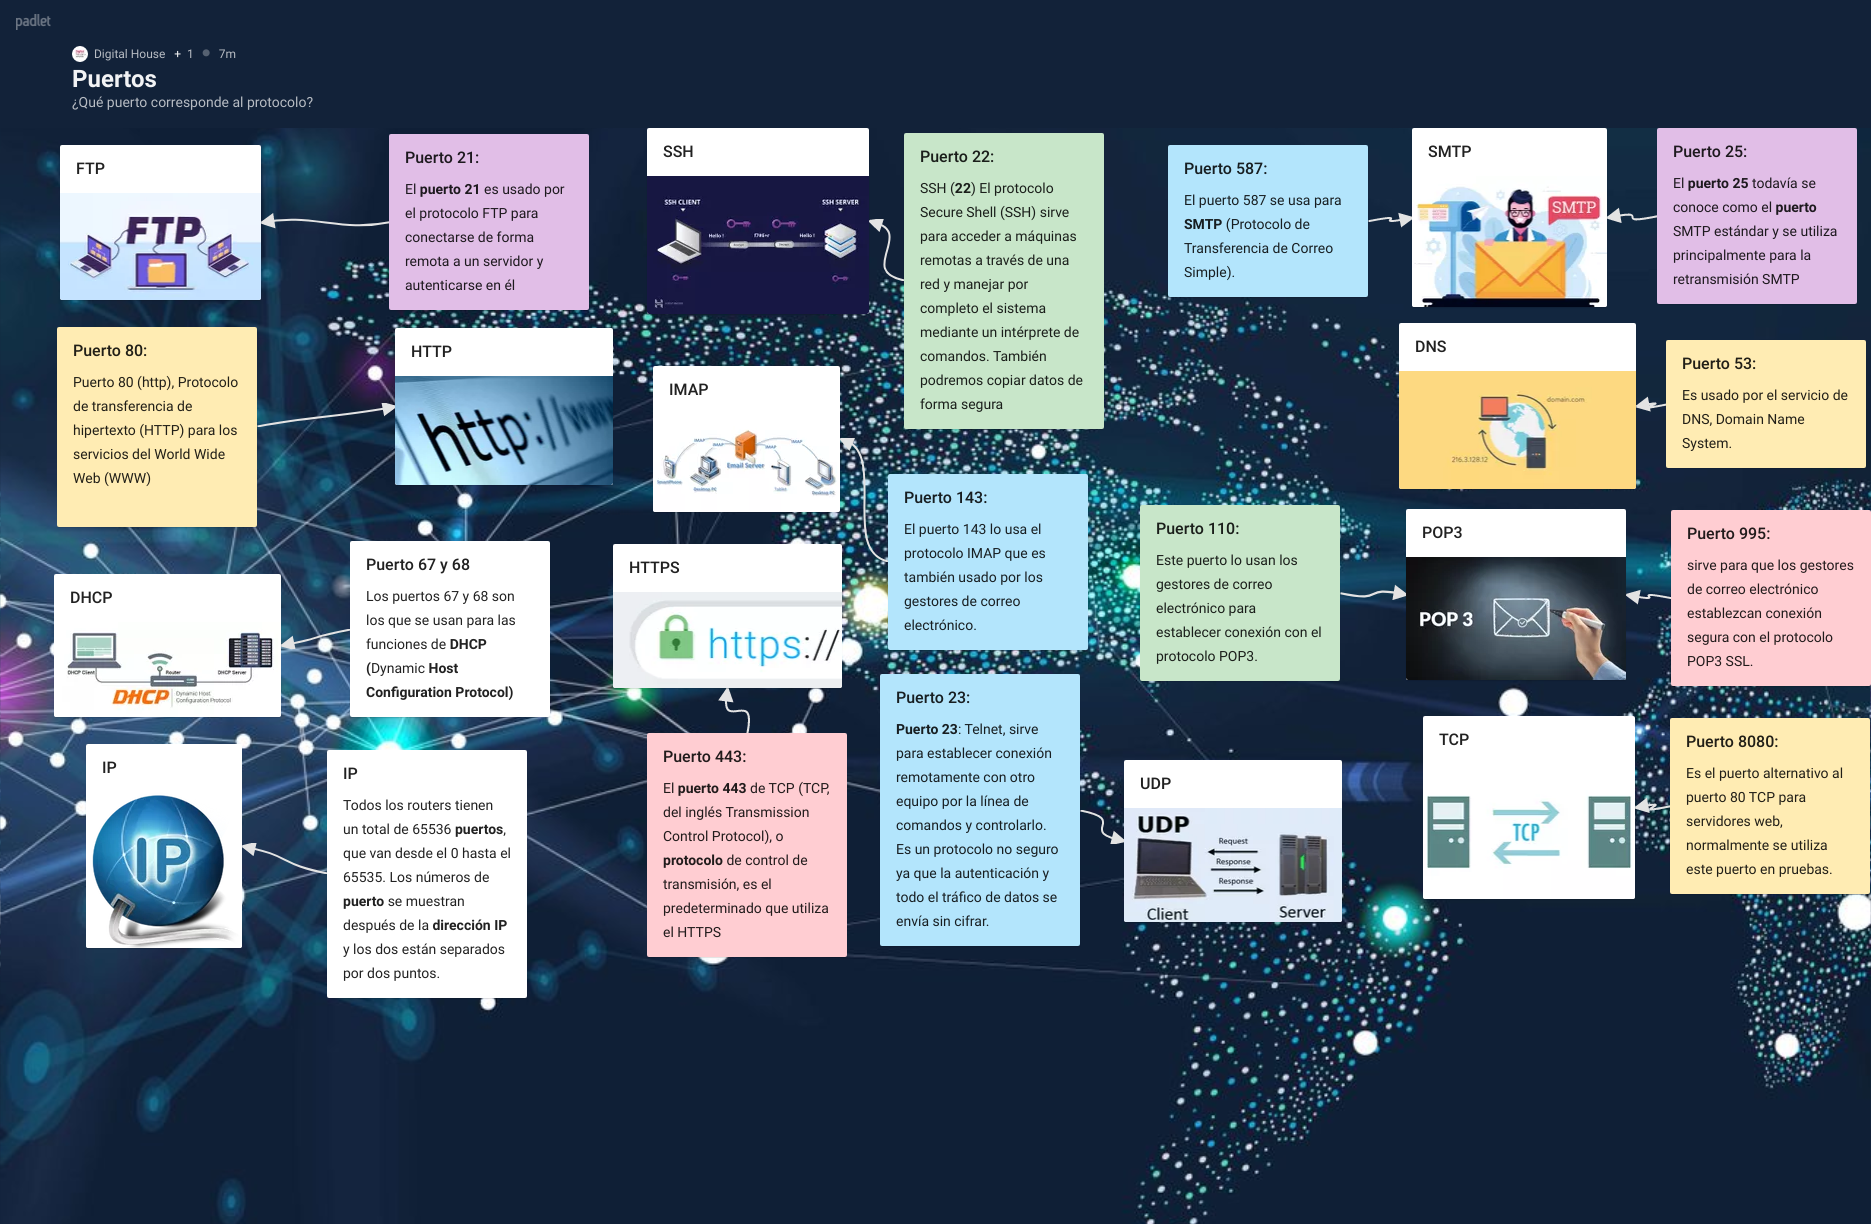 padlet
Digital House + 1 7m
Puertos
¿Qué puerto corresponde al protocolo?
FTP
FTP
Puerto 21:
El puerto 21 es usado por
el protocolo FTP para
conectarse de forma
remota a un servidor y
autenticarse en él
SSH
SSH CLIENT
SSH SERVER
Hello !
Hello !
Puerto 22:
SSH (22) El protocolo
Secure Shell (SSH) sirve
para acceder a máquinas
remotas a través de una
red y manejar por
completo el sistema
mediante un intérprete de
comandos. También
podremos copiar datos de
forma segura
Puerto 587:
El puerto 587 se usa para
SMTP (Protocolo de
Transferencia de Correo
Simple).
SMTP
SMTP
Puerto 25:
El puerto 25 todavía se
conoce como el puerto
SMTP estándar y se utiliza
principalmente para la
retransmisión SMTP
Puerto 80:
Puerto 80 (http), Protocolo
de transferencia de
hipertexto (HTTP) para los
servicios del World Wide
Web (WWW)
HTTP
http://www
IMAP
IMAP
IMAP
IMAP
IMAP
Email Server
SmartPhone
Desktop PC
Tablet
Desktop PC
DNS
domain.com
216.3.128.12
Puerto 53:
Es usado por el servicio de
DNS, Domain Name
System.
Puerto 143:
El puerto 143 lo usa el
protocolo IMAP que es
también usado por los
gestores de correo
electrónico.
Puerto 110:
Este puerto lo usan los
gestores de correo
electrónico para
establecer conexión con el
protocolo POP3.
POP3
POP 3
Puerto 995:
sirve para que los gestores
de correo electrónico
establezcan conexión
segura con el protocolo
POP3 SSL.
DHCP
DHCP Client
Router
DHCP Server
DHCP
Dynamic Host
Configuration Protocol
Puerto 67 y 68
Los puertos 67 y 68 son
los que se usan para las
funciones de DHCP
(Dynamic Host
Configuration Protocol)
HTTPS
https://
Puerto 23:
Puerto 23: Telnet, sirve
para establecer conexión
remotamente con otro
equipo por la línea de
comandos y controlarlo.
Es un protocolo no seguro
ya que la autenticación y
todo el tráfico de datos se
envía sin cifrar.
UDP
UDP
Request
Response
Response
Client
Server
TCP
TCP
Puerto 8080:
Es el puerto alternativo al
puerto 80 TCP para
servidores web,
normalmente se utiliza
este puerto en pruebas.
IP
IP
IP
Todos los routers tienen
un total de 65536 puertos,
que van desde el 0 hasta el
65535. Los números de
puerto se muestran
después de la dirección IP
y los dos están separados
por dos puntos.
Puerto 443:
El puerto 443 de TCP (TCP,
del inglés Transmission
Control Protocol), o
protocolo de control de
transmisión, es el
predeterminado que utiliza
el HTTPS